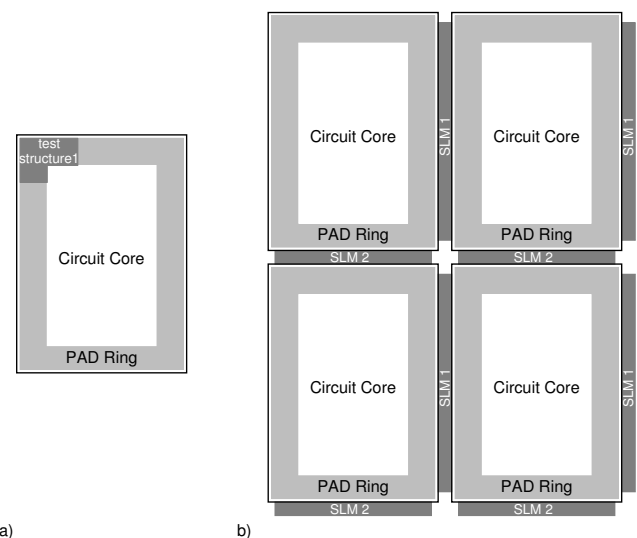 test
structure1
Circuit Core
PAD Ring
a)
Circuit Core
PAD Ring
SLM 1
SLM 2
Circuit Core
PAD Ring
SLM 1
SLM 2
Circuit Core
PAD Ring
SLM 1
SLM 2
Circuit Core
PAD Ring
SLM 1
SLM 2
b)